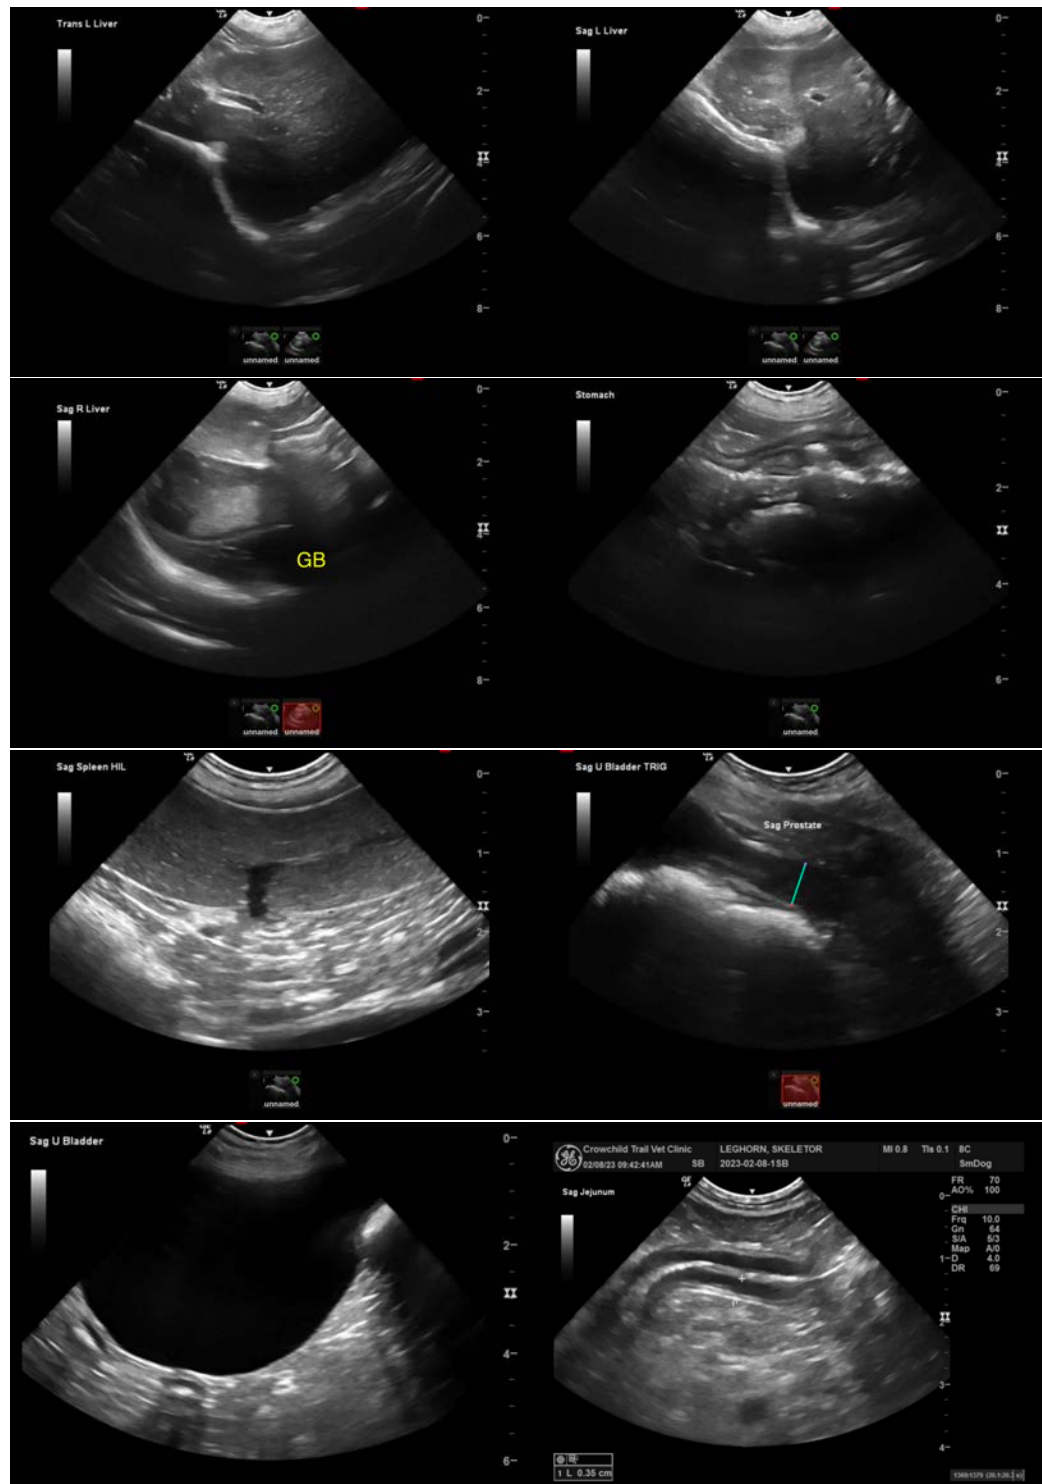 Trans L Liver
0-
2-
4-
6-
8-
unnamed unnamed
Sag L Liver
0-
2-
4-
6-
8-
unnamed unnamed
Sag R Liver
GB
0-
2-
4-
6-
8-
unnamed unnamed
Stomach
0-
2-
4-
6-
unnamed
Sag Spleen HIL
0-
1-
2-
3-
unnamed
Sag U Bladder TRIG
Sag Prostate
0-
1-
2-
3-
unnamed
Sag U Bladder
0-
2-
4-
6-
Crowchild Trail Vet Clinic LEGHORN, SKELETOR MI 0.8 TIs 0.1 8C
02/08/23 09:42:41AM SB 2023-02-08-1SB SmDog
Sag Jejunum
FR 70
AO% 100
CHI
Frq 10.0
Gn 64
S/A 5/3
Map A/0
D 4.0
DR 69
0-
1-
2-
3-
4-
1 L 0.35 cm